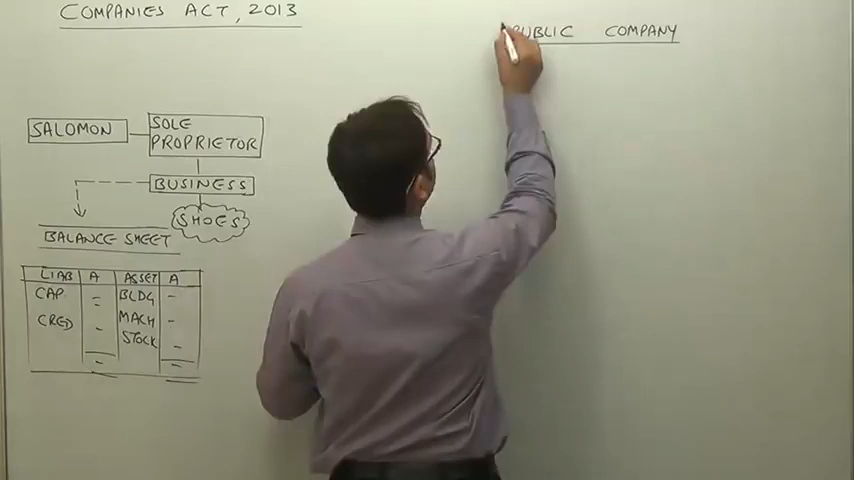 COMPANIES ACT, 2013
PUBLIC COMPANY
SALOMON
SOLE
PROPRIETOR
BUSINESS
SHOES
BALANCE SHEET
LIAB A ASSET A
CAP = BLDG -
CRED - MACH -
STOCK -
- -